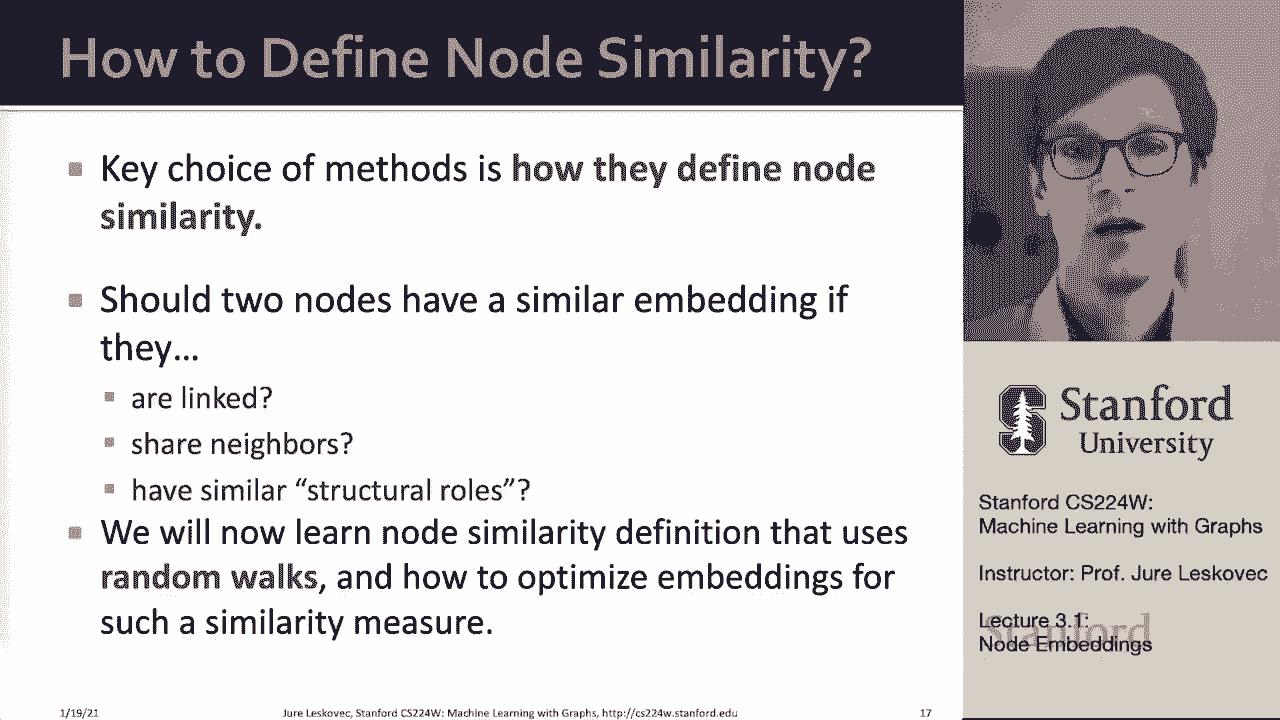 How to Define Node Similarity?
Key choice of methods is how they define node
similarity.
Should two nodes have a similar embedding if
they…
are linked?
share neighbors?
have similar “structural roles”?
We will now learn node similarity definition that uses
random walks, and how to optimize embeddings for
such a similarity measure.
1/19/21
Jure Leskovec, Stanford CS224W: Machine Learning with Graphs, http://cs224w.stanford.edu
17
Stanford
University
Stanford CS224W:
Machine Learning with Graphs
Instructor: Prof. Jure Leskovec
Lecture 3.1:
Stanford
Node Embeddings